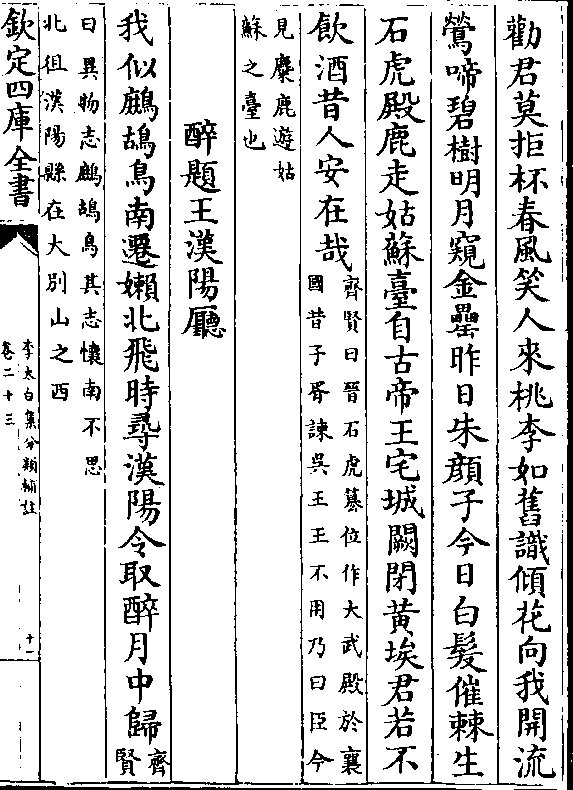 勸君莫拒杯春風笑人來桃李如舊識傾花向我開流
鶯啼碧樹明月窺金罍昨日朱顔子今日白髮催棘生
石虎殿鹿走姑蘇臺自古帝王宅城闕閉黄埃君若不
飲酒昔人安在哉
齊賢曰晉石虎簒位作大武殿於襄
國昔子胥諫吴王王不用乃曰臣今
見麋鹿遊姑
蘇之臺也
醉題王漢陽廳
我似鷓鴣鳥南遷嬾北飛時尋漢陽令取醉月中歸
齊
賢
曰異物志鷓鴣鳥其志懷南不思
北徂漢陽縣在大別山之西
欽定四庫全書
李太白集分類補註
卷二十三
十一